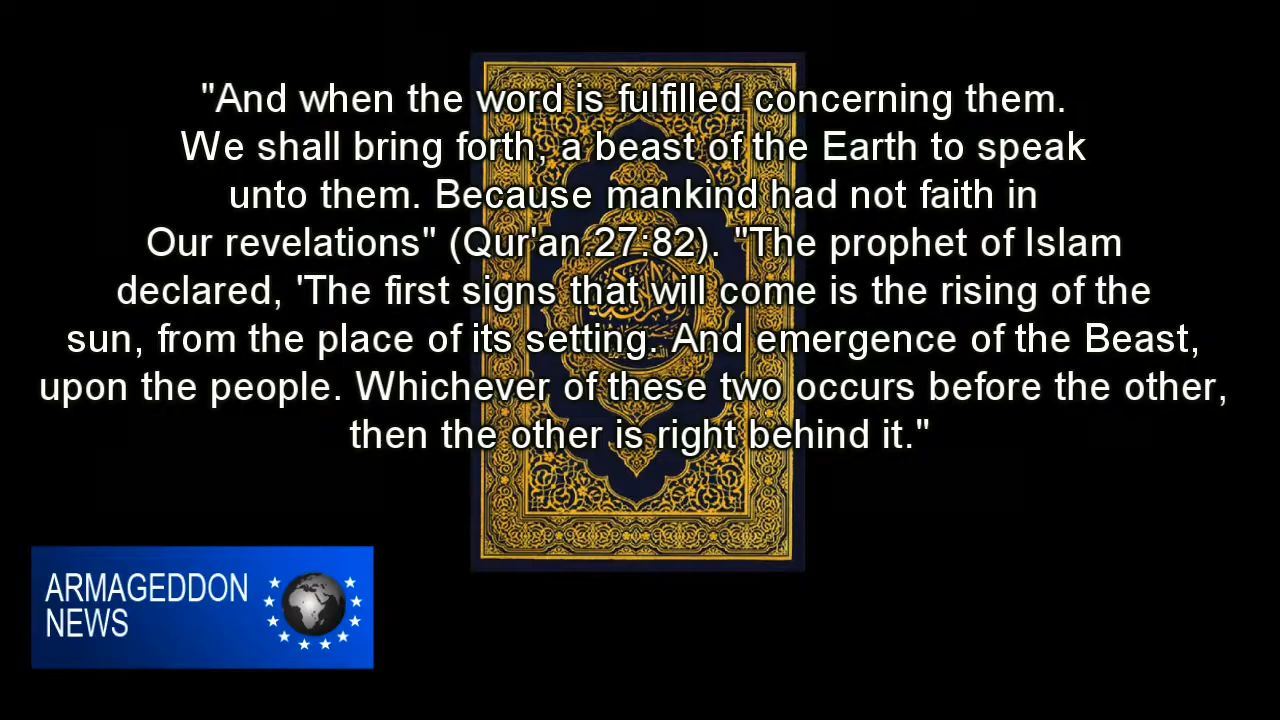 "And when the word is fulfilled concerning them.
We shall bring forth, a beast of the Earth to speak
unto them. Because mankind had not faith in
Our revelations" (Qur'an.27:82). "The prophet of Islam
declared, 'The first signs that will come is the rising of the
sun, from the place of its setting. And emergence of the Beast,
upon the people. Whichever of these two occurs before the other,
then the other is right behind it."
ARMAGEDDON
NEWS